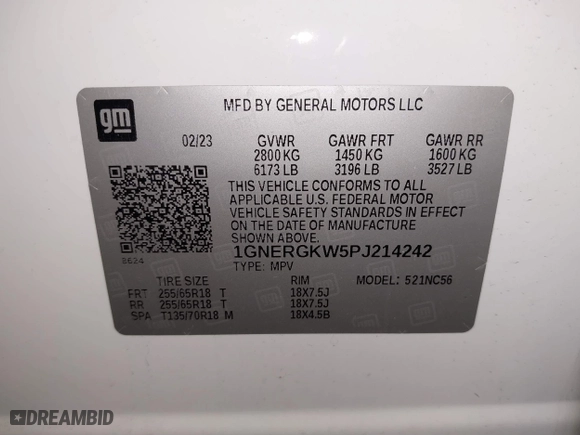 gm
MFD BY GENERAL MOTORS LLC
02/23 GVWR GAWR FRT GAWR RR
2800 KG 1450 KG 1600 KG
6173 LB 3196 LB 3527 LB
THIS VEHICLE CONFORMS TO ALL
APPLICABLE U.S. FEDERAL MOTOR
VEHICLE SAFETY STANDARDS IN EFFECT
ON THE DATE OF MANUFACTURE
SHOWN ABOVE.
8624
1GNERGKW5PJ214242
TYPE: MPV
TIRE SIZE RIM MODEL: 521NC56
FRT 255/65R18 T 18X7.5J
RR 255/65R18 T 18X7.5J
SPA T135/70R18 M 18X4.5B
DREAMBID